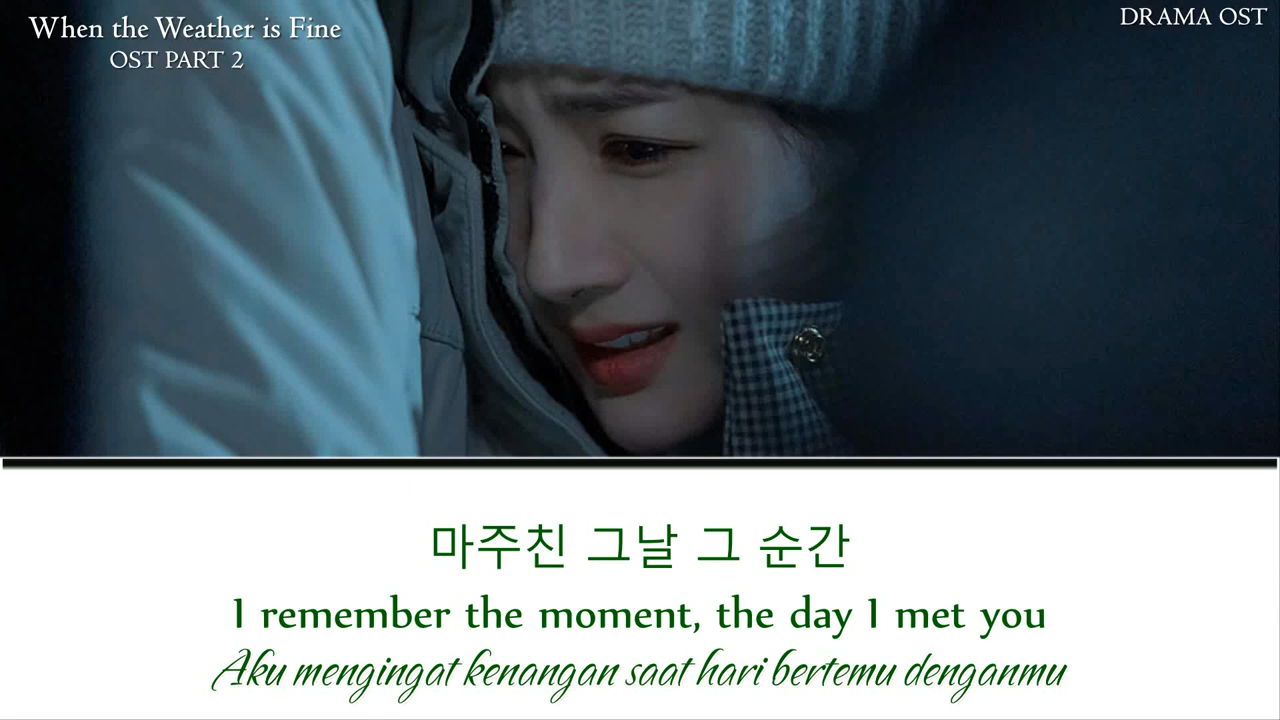 When the Weather is Fine
OST PART 2
DRAMA OST
마주친 그날 그 순간
I remember the moment, the day I met you
Aku mengingat kenangan saat hari bertemu denganmu